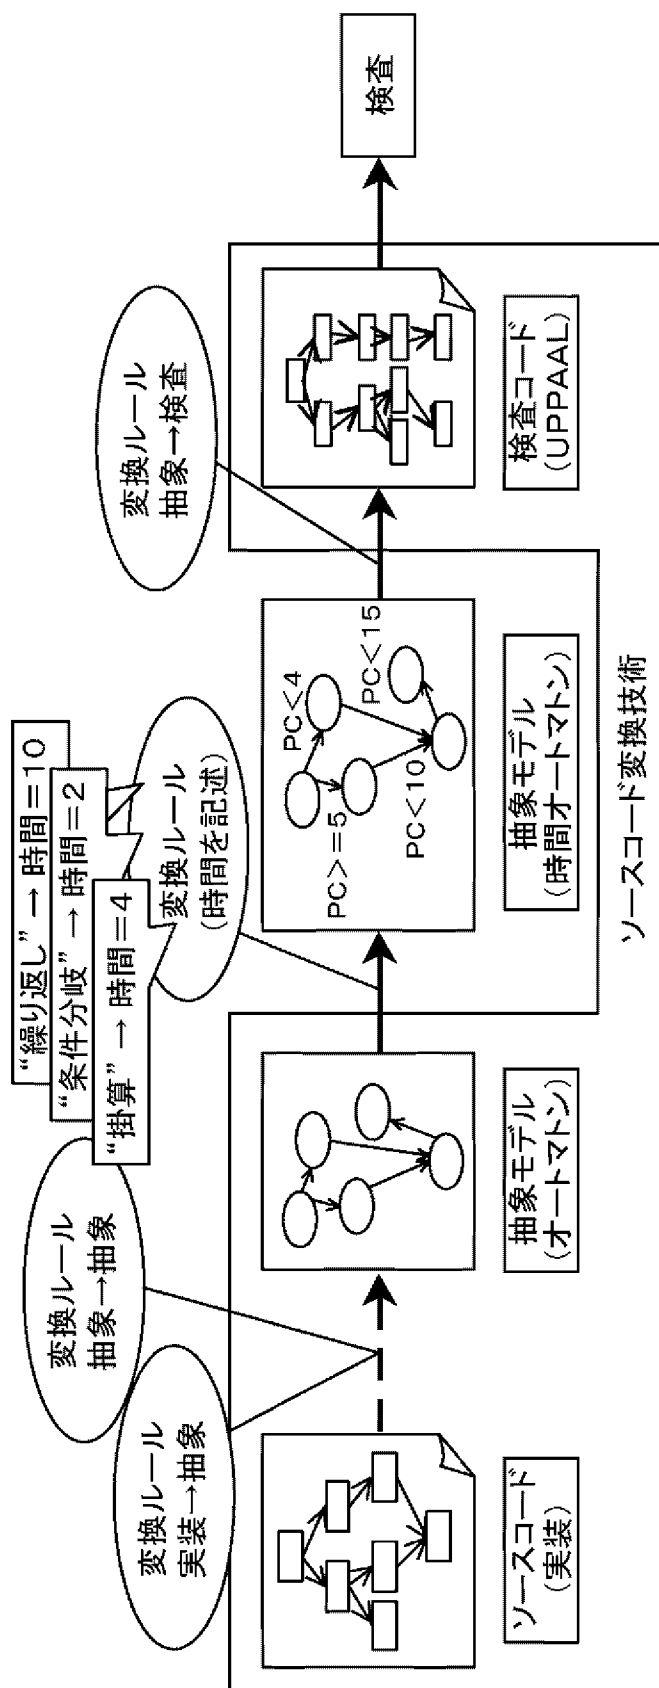 変換ルール
実装→抽象
変換ルール
抽象→抽象
“繰り返し” → 時間＝10
“条件分岐” → 時間＝2
“掛算” → 時間＝4
変換ルール
(時間を記述)
変換ルール
抽象→検査
PC＞＝5
PC＜4
PC＜10
PC＜15
検査
ソースコード
(実装)
抽象モデル
(オートマトン)
抽象モデル
(時間オートマトン)
検査コード
(UPPAAL)
ソースコード変換技術